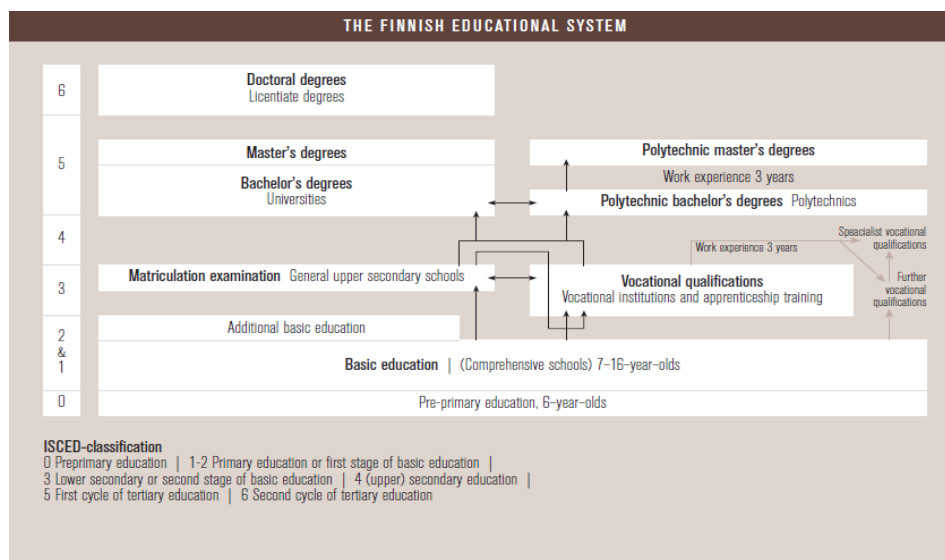 THE FINNISH EDUCATIONAL SYSTEM
6
Doctoral degrees
Licentiate degrees
5
Master's degrees
Bachelor's degrees
Universities
Polytechnic master's degrees
Work experience 3 years
Polytechnic bachelor's degrees Polytechnics
4
Work experience 3 years
Speacialist vocational
qualifications
3
Matriculation examination General upper secondary schools
Vocational qualifications
Vocational institutions and apprenticeship training
Further
vocational
qualifications
2
&
1
Additional basic education
Basic education | (Comprehensive schools) 7–16–year–olds
0
Pre-primary education, 6–year–olds
ISCED-classification
0 Preprimary education | 1-2 Primary education or first stage of basic education |
3 Lower secondary or second stage of basic education | 4 (upper) secondary education |
5 First cycle of tertiary education | 6 Second cycle of tertiary education